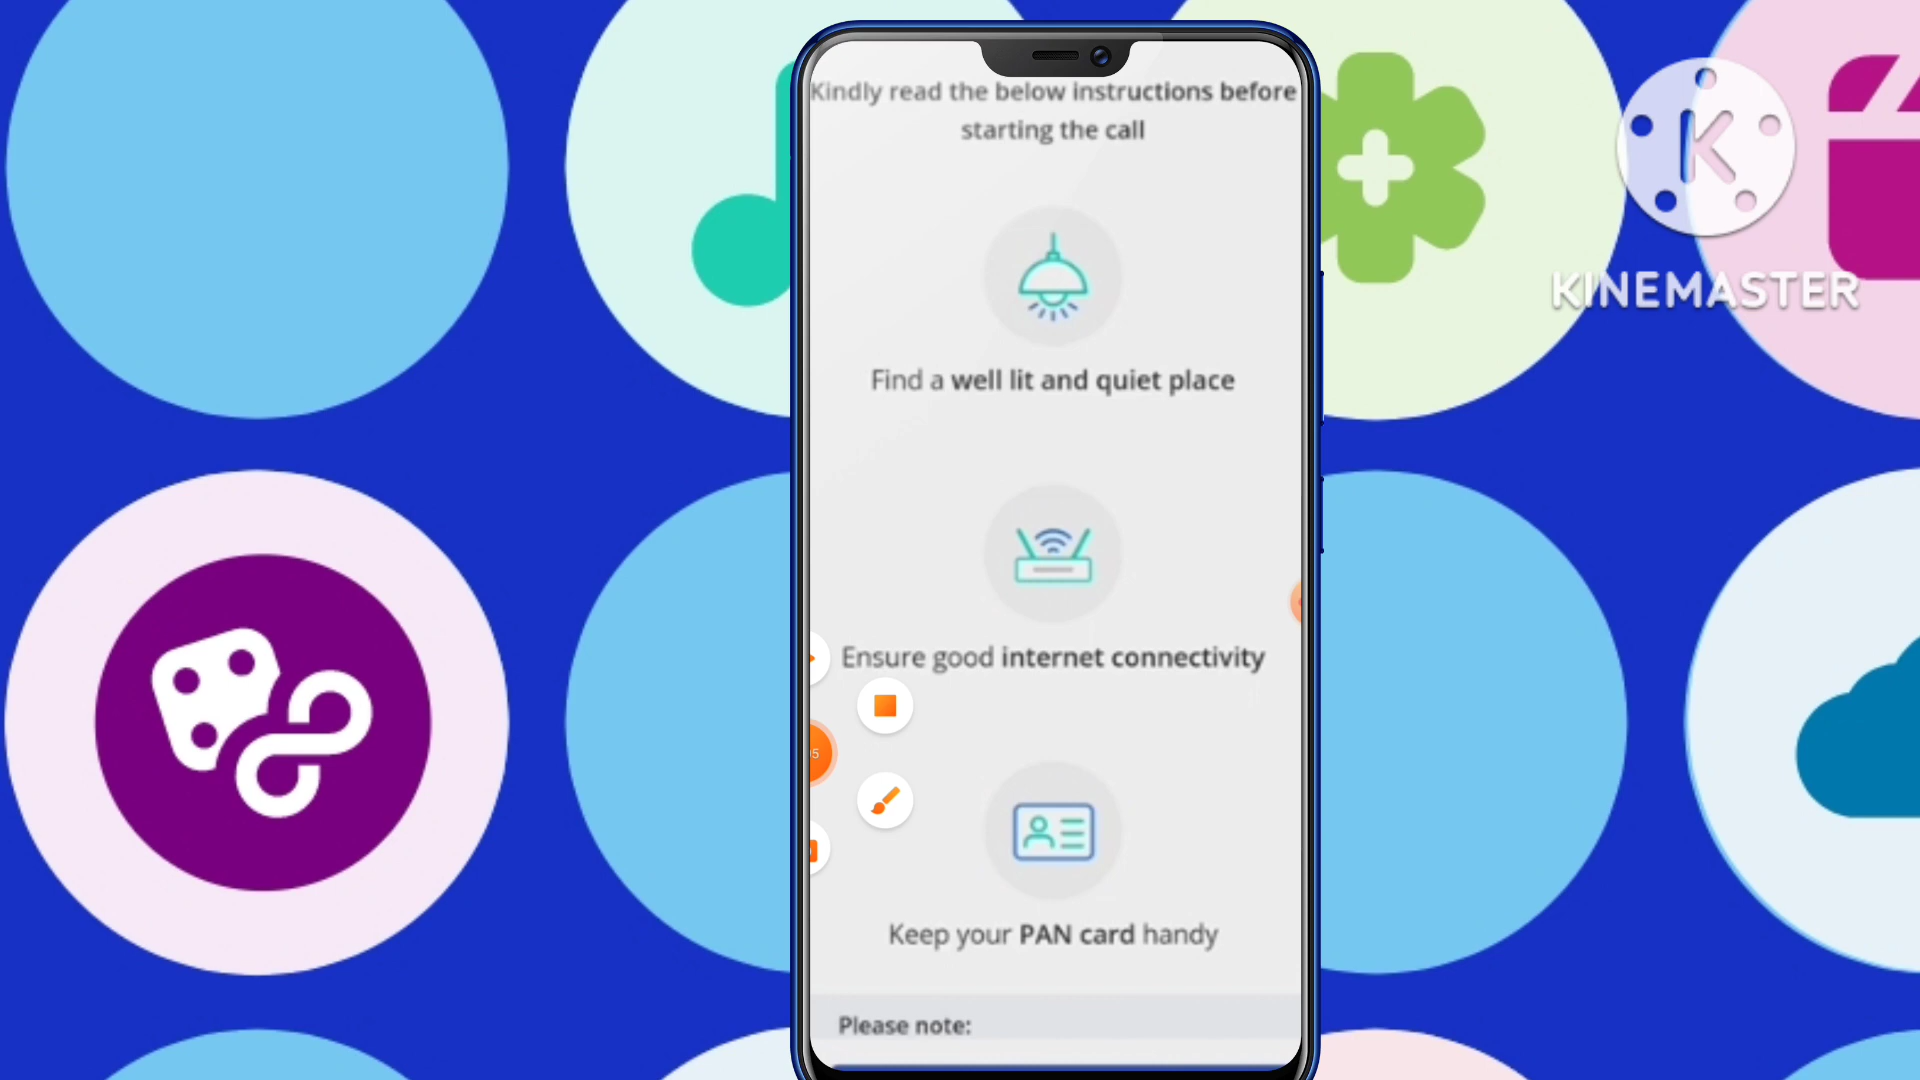 Kindly read the below instructions before
starting the call
Find a well lit and quiet place
Ensure good internet connectivity
Keep your PAN card handy
Please note:
K
KINEMASTER